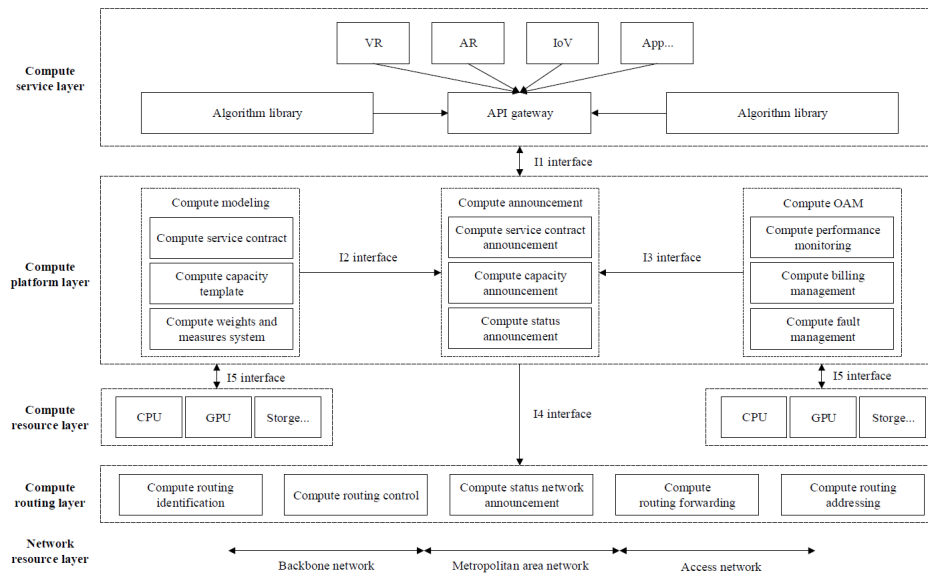 VR
AR
IoV
App...
Compute
service layer
Algorithm library
API gateway
Algorithm library
I1 interface
Compute modeling
Compute service contract
Compute capacity
template
Compute weights and
measures system
I2 interface
Compute announcement
Compute service contract
announcement
Compute capacity
announcement
Compute status
announcement
I3 interface
Compute OAM
Compute performance
monitoring
Compute billing
management
Compute fault
management
Compute
platform layer
I5 interface
I4 interface
I5 interface
Compute
resource layer
CPU
GPU
Storge...
CPU
GPU
Storge...
Compute
routing layer
Compute routing
identification
Compute routing control
Compute status network
announcement
Compute
routing forwarding
Compute routing
addressing
Network
resource layer
Backbone network
Metropolitan area network
Access network